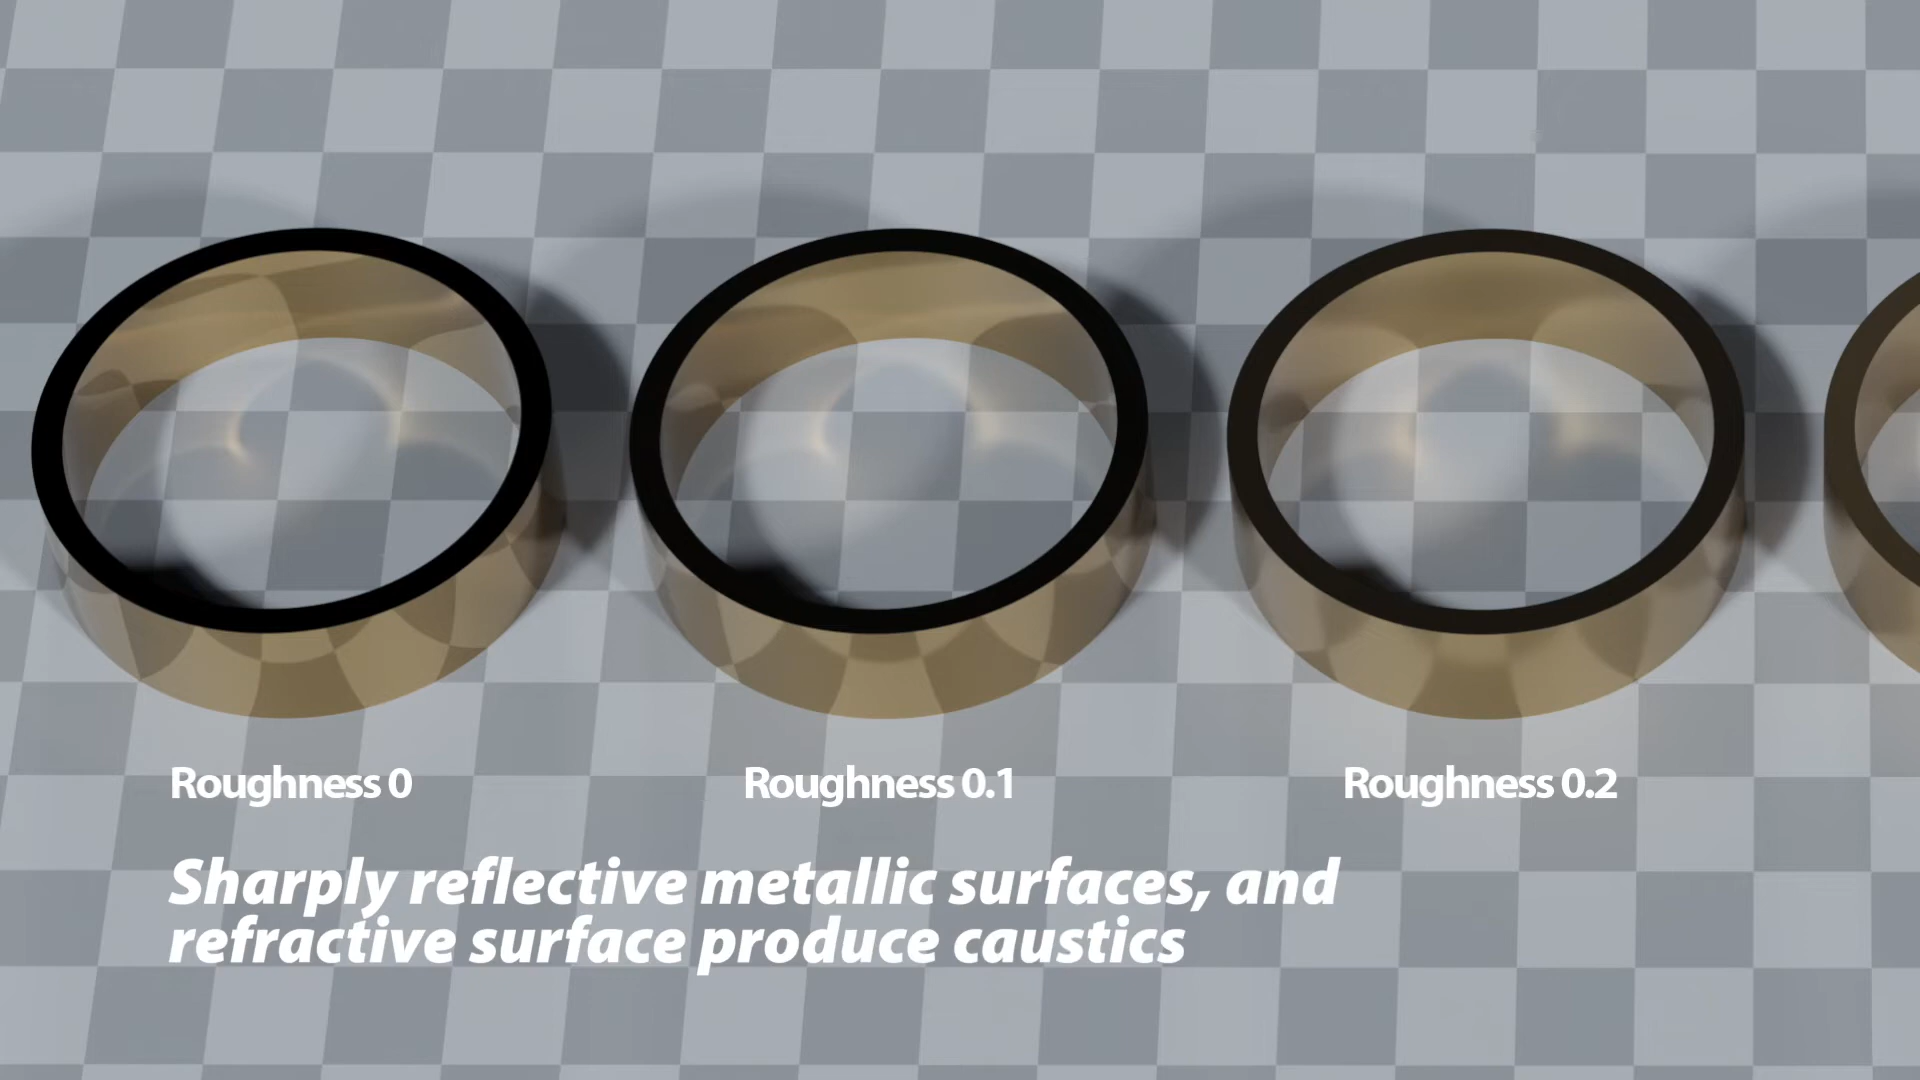 Roughness 0
Roughness 0.1
Roughness 0.2
Sharply reflective metallic surfaces, and
refractive surface produce caustics